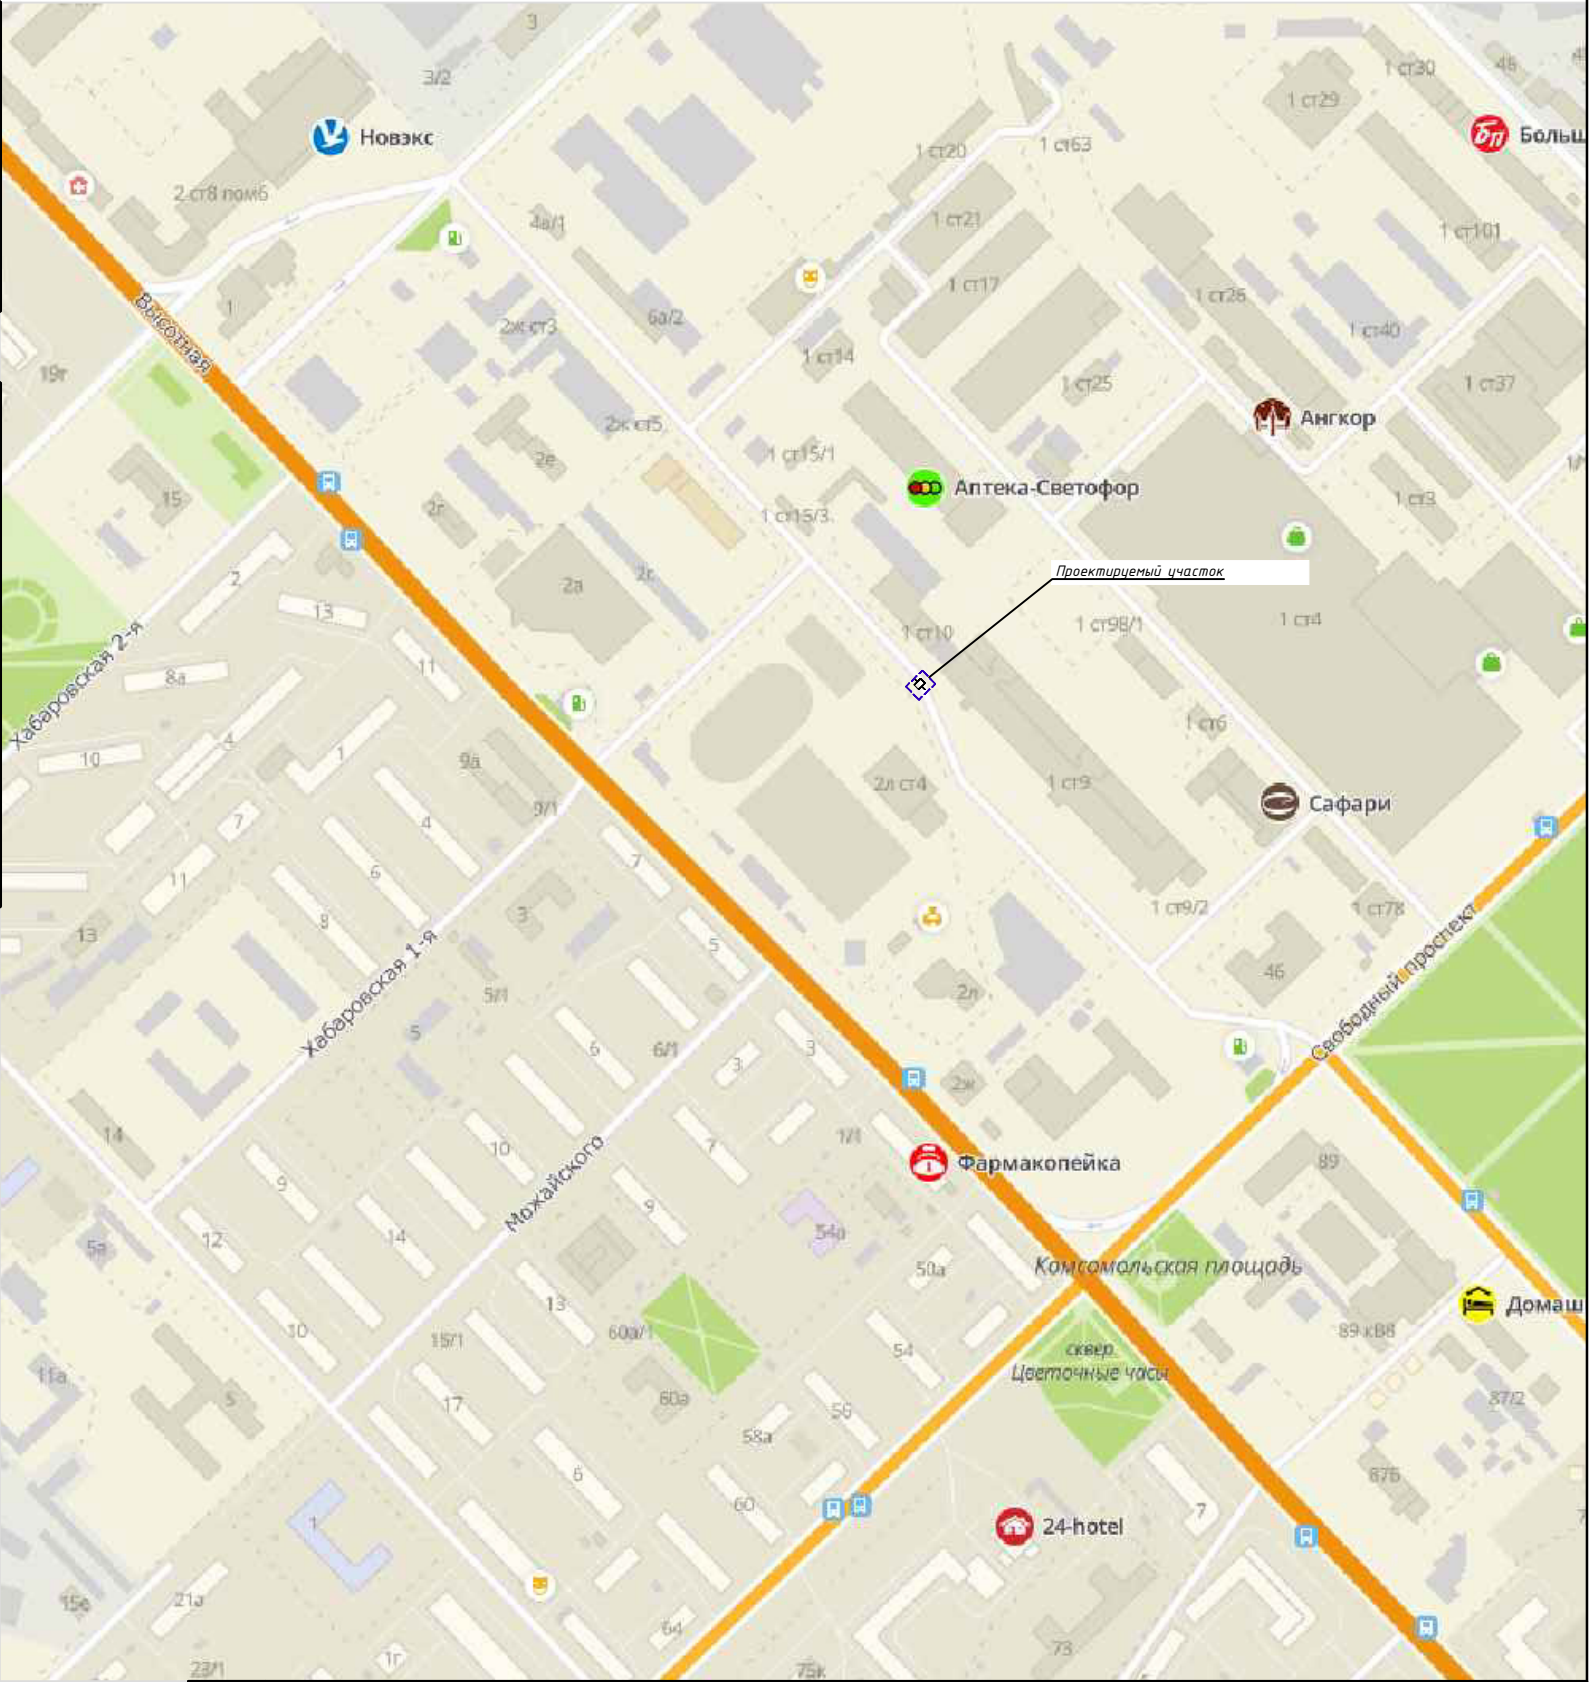 3
3/2
1 ст30
48
1 ст29
Новэкс
Больш
1 ст20
1 ст63
2 ст8 пом6
4а/1
1 ст21
1 ст101
1 ст17
1 ст26
1
6а/2
2ж ст3
1 ст40
Высотная
1 ст14
19г
1 ст25
1 ст37
Ангкор
2ж ст5
1 ст15/1
2е
Аптека-Светофор
15
1 ст3
2г
1 ст15/3
Проектируемый участок
2
2а
2г
13
1 ст4
1 ст98/1
1 ст10
Хабаровская 2-я
11
8а
1 ст6
4
1
10
9а
2л ст4
1 ст9
Сафари
9/1
7
4
7
6
11
1 ст9/2
1 ст78
3
8
13
5
Свободный проспект
Хабаровская 1-я
46
5/1
2л
5
6
6/1
3
3
2ж
14
1/1
10
7
89
Фармакопейка
9
Можайского
9
54а
12
14
5а
50а
Комсомольская площадь
13
Домаш
10
60а/1
15/1
89 кВ8
54
сквер
Цветочные часы
11а
5
60а
87/2
17
56
58а
6
87Б
60
7
1
24-hotel
15е
21а
64
73
1г
23/1
75к